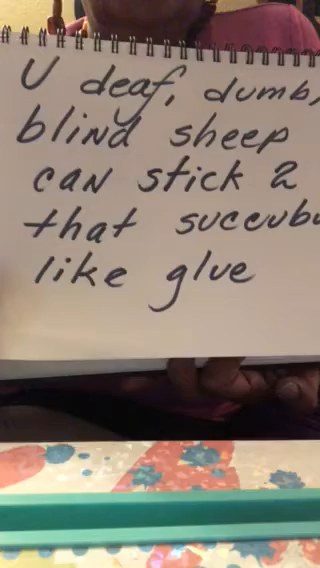 U deaf, dumb,
blind sheep
can stick 2
that
like glue